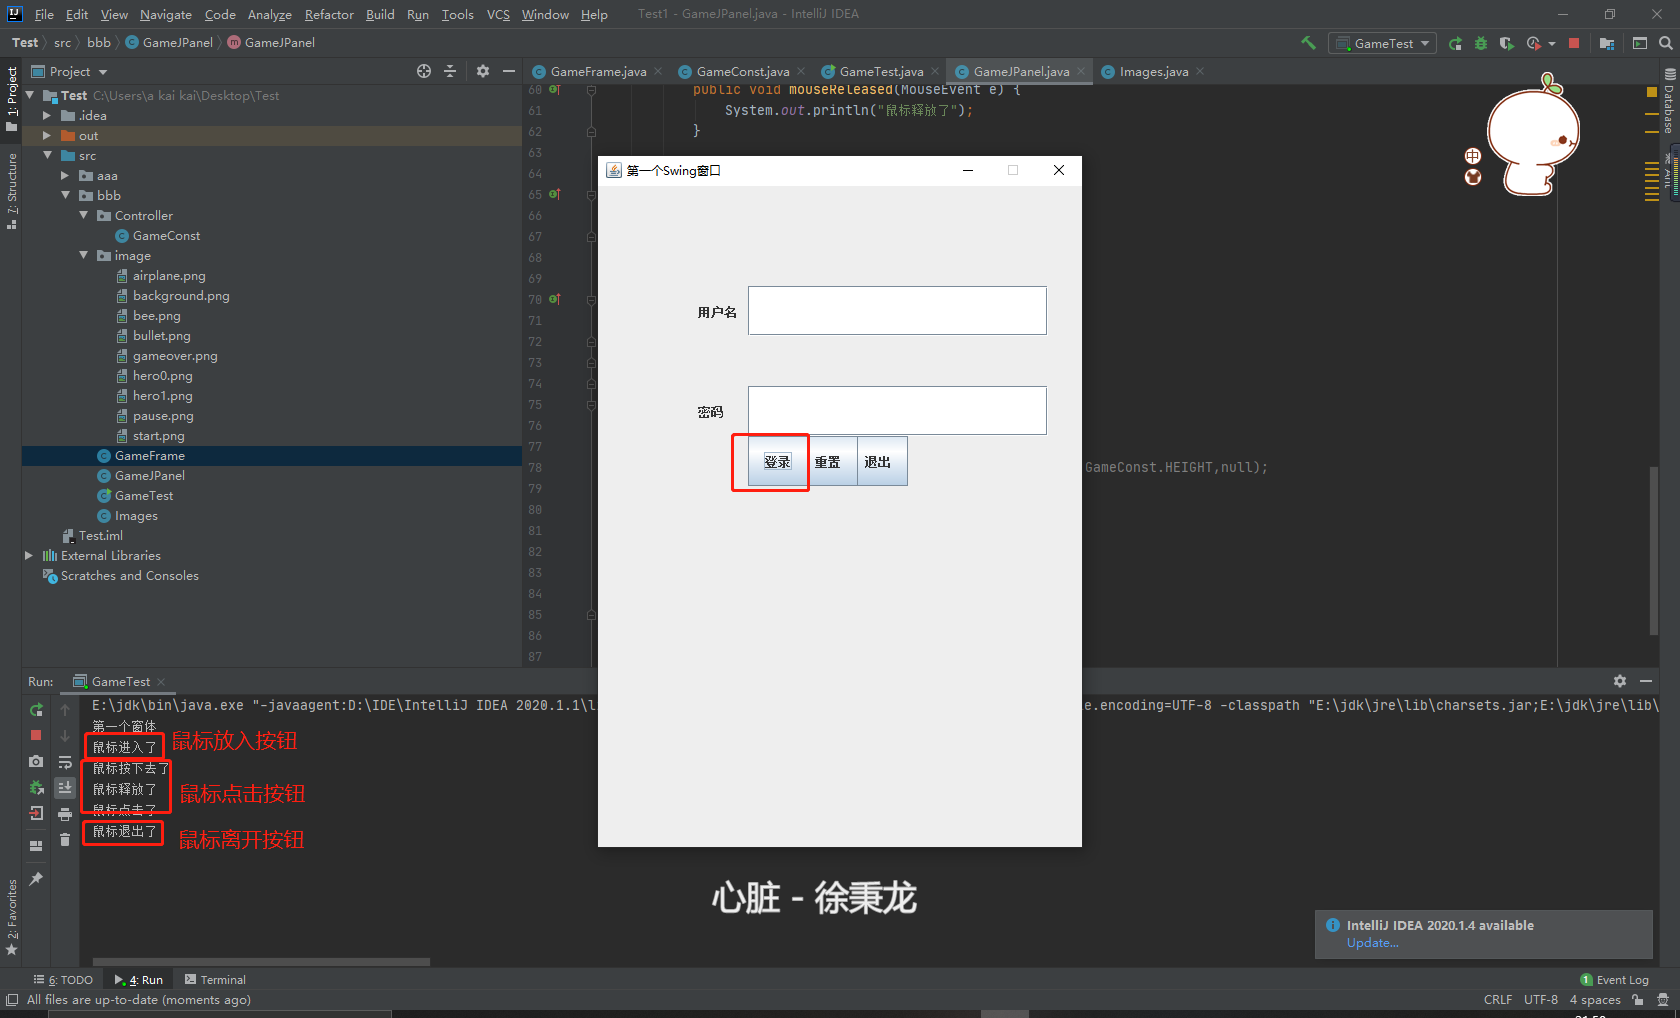 File Edit View Navigate Code Analyze Refactor Build Run Tools VCS Window Help Test1 - GameJPanel.java - IntelliJ IDEA
Test src bbb GameJPanel GameJPanel GameTest
Project
GameFrame.java GameConst.java GameTest.java GameJPanel.java Images.java
1: Project
7: Structure
2: Favorites
Database
Ant
Test C:\Users\a kai kai\Desktop\Test
.idea
out
src
aaa
bbb
Controller
GameConst
image
airplane.png
background.png
bee.png
bullet.png
gameover.png
hero0.png
hero1.png
pause.png
start.png
GameFrame
GameJPanel
GameTest
Images
Test.iml
External Libraries
Scratches and Consoles
60 public void mouseReleased(MouseEvent e) {
61 System.out.println("鼠标释放了");
62 }
63
64
65
66
67
68
69
70
71
72
73
74
75
76
77
78 GameConst.HEIGHT,null);
79
80
81
82
83
84
85
86
87
中
第一个Swing窗口
用户名
密码
登录 重置 退出
Run: GameTest
E:\jdk\bin\java.exe "-javaagent:D:\IDE\IntelliJ IDEA 2020.1.1\l e.encoding=UTF-8 -classpath "E:\jdk\jre\lib\charsets.jar;E:\jdk\jre\lib\
第一个窗体
鼠标进入了 鼠标放入按钮
鼠标按下去了
鼠标释放了 鼠标点击按钮
鼠标点击了
鼠标退出了 鼠标离开按钮
心脏 - 徐秉龙
IntelliJ IDEA 2020.1.4 available
Update...
6: TODO 4: Run Terminal 1 Event Log
All files are up-to-date (moments ago) CRLF UTF-8 4 spaces